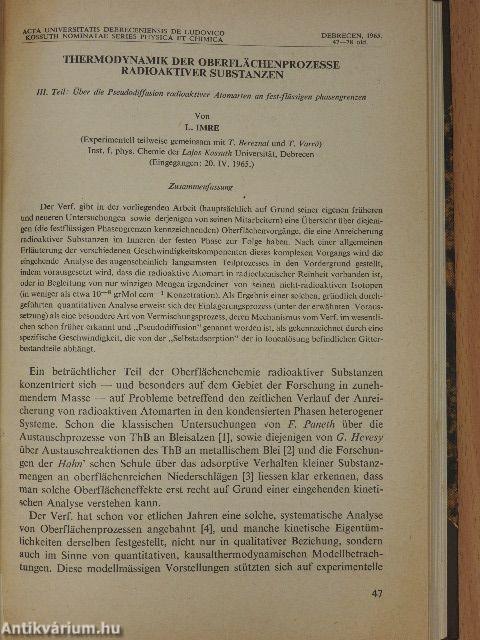 ACTA UNIVERSITATIS DEBRECENIENSIS DE LUDOVICO
KOSSUTH NOMINATAE SERIES PHYSICA ET CHIMICA
DEBRECEN, 1965.
47—78 old.
THERMODYNAMIK DER OBERFLÄCHENPROZESSE
RADIOAKTIVER SUBSTANZEN
III. Teil: Über die Pseudodiffusion radioaktiver Atomarten an fest-flüssigen phasengrenzen
Von
L. IMRE
(Experimentell teilweise gemeinsam mit T. Bereznai und T. Varró)
Inst. f. phys. Chemie der Lajos Kossuth Universität, Debrecen
(Eingegangen: 20. IV. 1965.)
Zusammenfassung
Der Verf. gibt in der vorliegenden Arbeit (hauptsächlich auf Grund seiner eigenen früheren
und neueren Untersuchungen sowie derjenigen von seinen Mitarbeitern) eine Übersicht über diejeni-
gen (die festflüssigen Phasengrenzen kennzeichnenden) Oberflächenvorgänge, die eine Anreicherung
radioaktiver Substanzen im Inneren der festen Phase zur Folge haben. Nach einer allgemeinen
Erläuterung der verschiedenen Geschwindigkeitskomponenten dieses komplexen Vorgangs wird die
eingehende Analyse des augenscheinlich langsamsten Teilprozesses in den Vordergrund gestellt,
indem vorausgesetzt wird, dass die radioaktive Atomart in radiochemischer Reinheit vorhanden ist,
oder in Begleitung von nur winzigen Mengen irgendeiner von seinen nicht-radioaktiven Isotopen
(in weniger als etwa 10⁻⁸ grMol ccm⁻¹ Konzetration). Als Ergebnis einer solchen, gründlich durch-
geführten quantitativen Analyse erweist sich der Einlagerungsprozess (unter der erwähnten Voraus-
setzung) als eine besondere Art von Vermischungsprozess, deren Mechanismus vom Verf. im wesentli-
chen schon früher erkannt und „Pseudodiffusion" genannt worden ist, als gekennzeichnet durch eine
spezifische Geschwindigkeit, die von der „Selbstadsorption" der in Ionenlösung befindlichen Gitter-
bestandteile abhängt.
Ein beträchtlicher Teil der Oberflächenchemie radioaktiver Substanzen
konzentriert sich — und besonders auf dem Gebiet der Forschung in zuneh-
mendem Masse — auf Probleme betreffend den zeitlichen Verlauf der Anrei-
cherung von radioaktiven Atomarten in den kondensierten Phasen heterogener
Systeme. Schon die klassischen Untersuchungen von F. Paneth über die
Austauschprozesse von ThB an Bleisalzen [1], sowie diejenigen von G. Hevesy
über Austauschreaktionen des ThB an metallischem Blei [2] und die Forschun-
gen der Hahn' schen Schule über das adsorptive Verhalten kleiner Substanz-
mengen an oberflächenreichen Niederschlägen [3] liessen klar erkennen, dass
man solche Oberflächeneffekte erst recht auf Grund einer eingehenden kineti-
schen Analyse verstehen kann.
Der Verf. hat schon vor etlichen Jahren eine solche, systematische Analyse
von Oberflächenprozessen angebahnt [4], und manche kinetische Eigentüm-
lichkeiten derselben festgestellt, nicht nur in qualitativer Beziehung, sondern
auch im Sinne von quantitativen, kausalthermodynamischen Modellbetrach-
tungen. Diese modellmässigen Vorstellungen stützten sich auf experimentelle
47
Antikvárium.hu